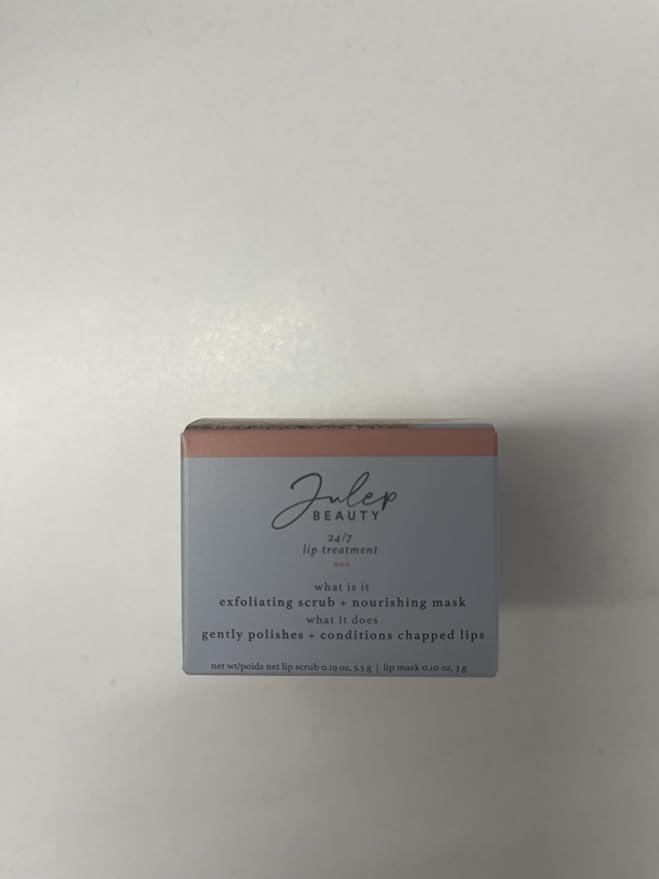 Julep
BEAUTY
24/7
lip treatment
what is it
exfoliating scrub + nourishing mask
what it does
gently polishes + conditions chapped lips
net wt/poids net lip scrub 0.19 oz, 5.5 g | lip mask 0.10 oz, 3 g